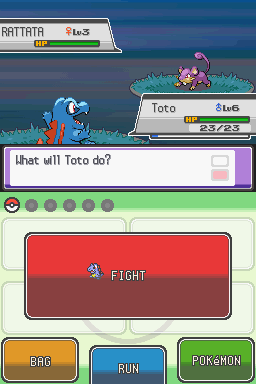 RATTATA ♀Lv3
HP
Toto ♂Lv6
HP
23/23
What will Toto do?
FIGHT
BAG
RUN
POKéMON